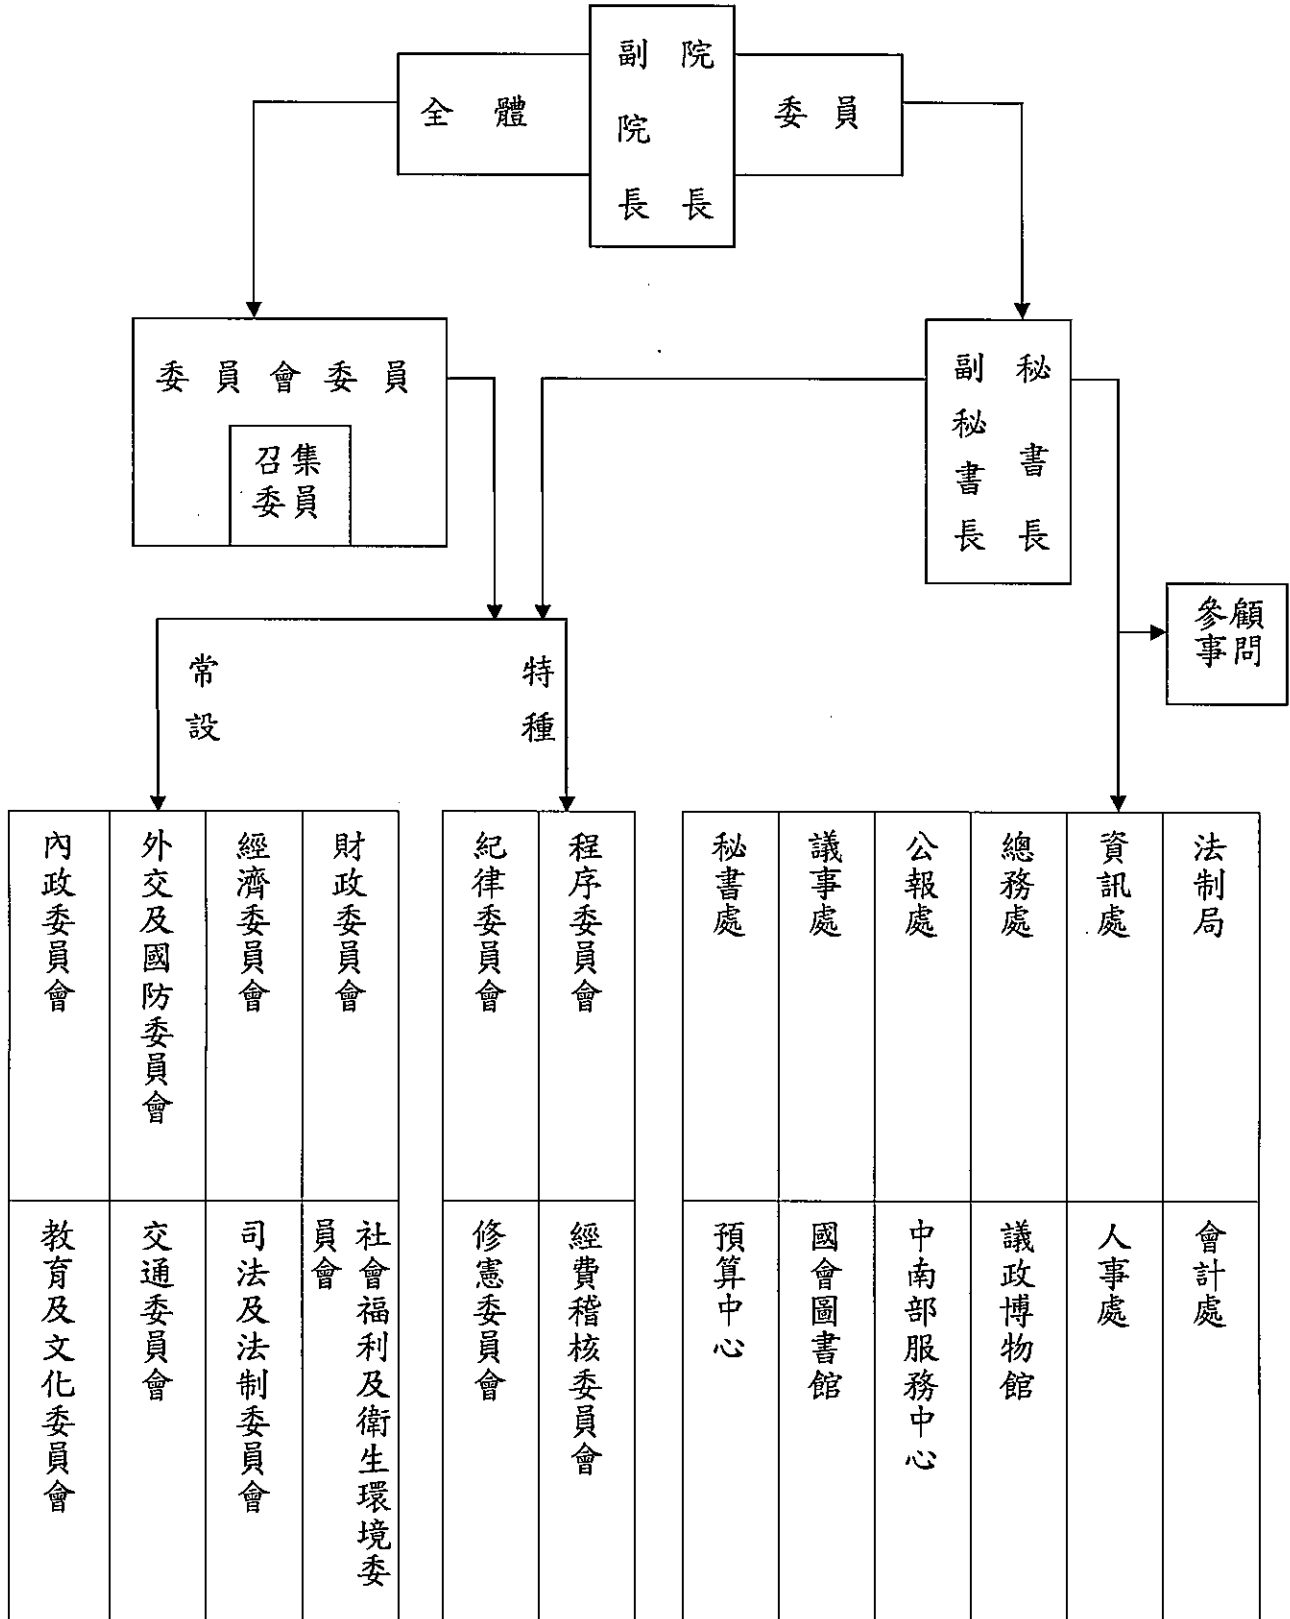 全體
院長
副院長
委員
委員會委員
召集
委員
秘書長
副秘書長
顧問
參事
常設
特種
內政委員會
外交及國防委員會
經濟委員會
財政委員會
紀律委員會
程序委員會
秘書處
議事處
公報處
總務處
資訊處
法制局
教育及文化委員會
交通委員會
司法及法制委員會
社會福利及衛生環境委
員會
修憲委員會
經費稽核委員會
預算中心
國會圖書館
中南部服務中心
議政博物館
人事處
會計處